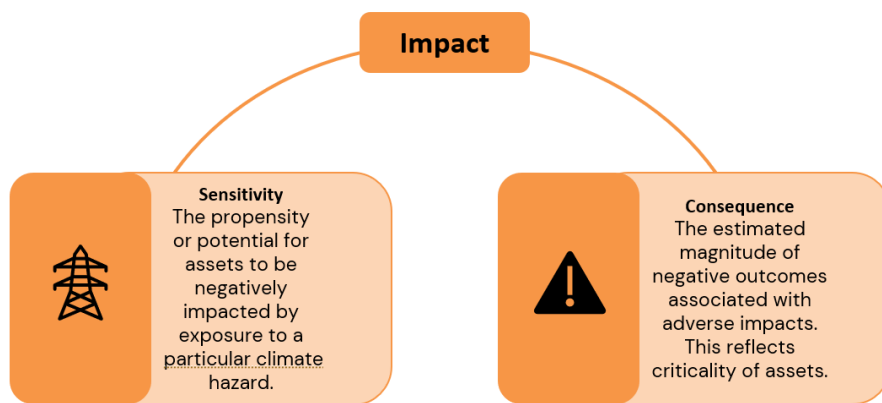 Impact
Sensitivity
The propensity
or potential for
assets to be
negatively
impacted by
exposure to a
particular climate
hazard.
Consequence
The estimated
magnitude of
negative outcomes
associated with
adverse impacts.
This reflects
criticality of assets.